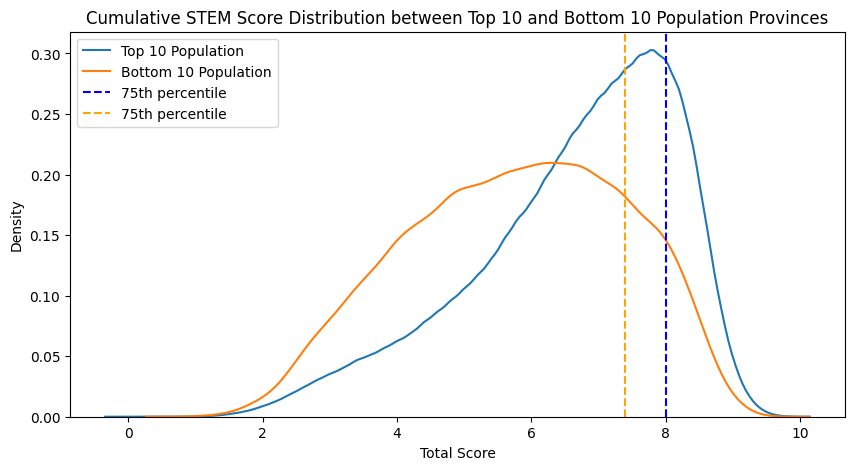 Cumulative STEM Score Distribution between Top 10 and Bottom 10 Population Provinces
Top 10 Population
Bottom 10 Population
75th percentile
75th percentile
0.30
0.25
0.20
0.15
0.10
0.05
0.00
Density
0 2 4 6 8 10
Total Score